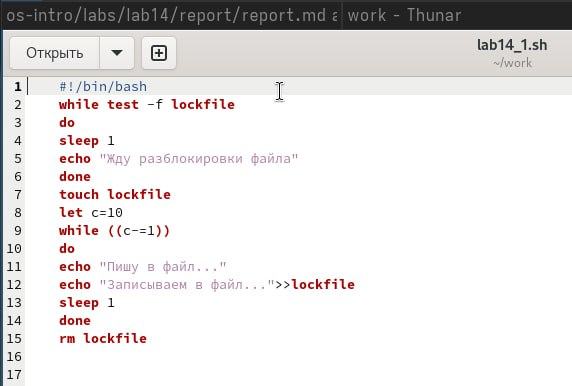 os-intro/labs/lab14/report/report.md a work - Thunar
Открыть lab14_1.sh
~/work
1 #!/bin/bash
2 while test -f lockfile
3 do
4 sleep 1
5 echo "Жду разблокировки файла"
6 done
7 touch lockfile
8 let c=10
9 while ((c-=1))
10 do
11 echo "Пишу в файл..."
12 echo "Записываем в файл...">>lockfile
13 sleep 1
14 done
15 rm lockfile
16
17